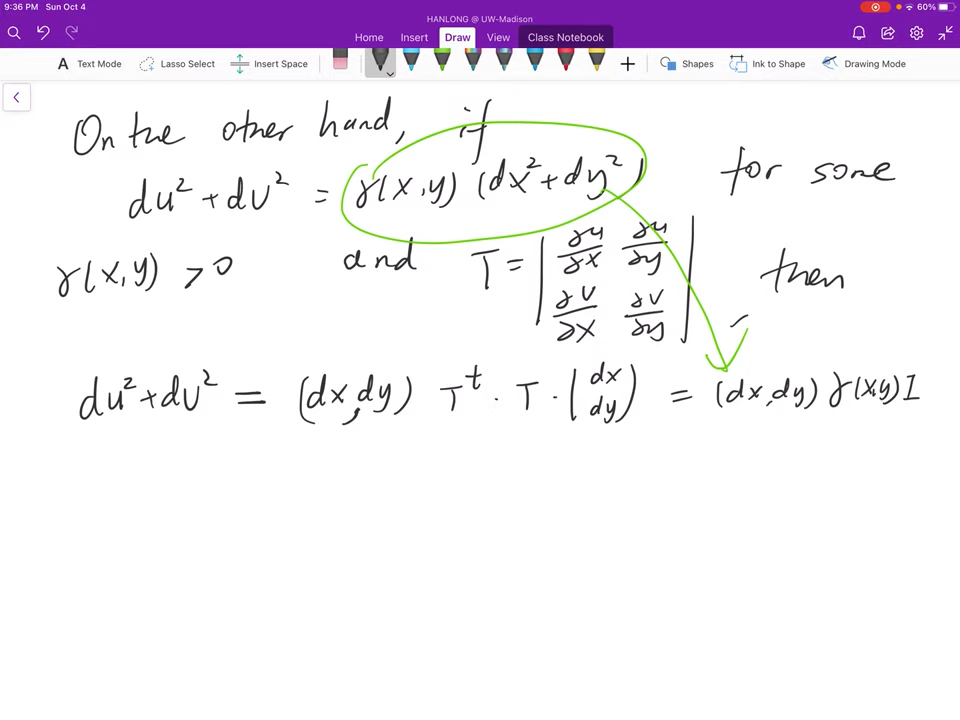 9:36 PM Sun Oct 4
60%
HANLONG @ UW-Madison
Home Insert Draw View Class Notebook
Text Mode Lasso Select Insert Space Shapes Ink to Shape Drawing Mode
On the other hand, if
du² + dv² = γ(x,y) (dx² + dy²) for some
γ(x,y) > 0 and T = | ∂u/∂x ∂u/∂y ; ∂v/∂x ∂v/∂y | then
du² + dv² = (dx, dy) T^t · T · (dx ; dy) = (dx, dy) γ(x,y) I